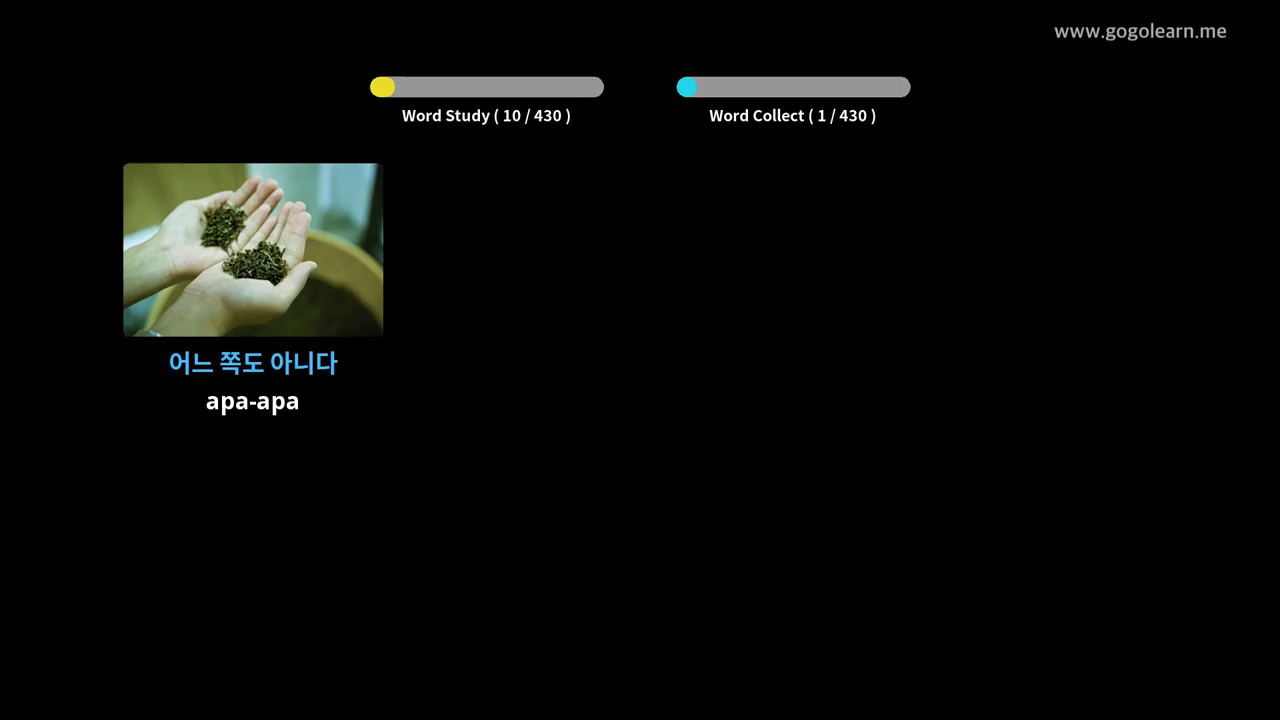 www.gogolearn.me
Word Study ( 10 / 430 )
Word Collect ( 1 / 430 )
어느 쪽도 아니다
apa-apa